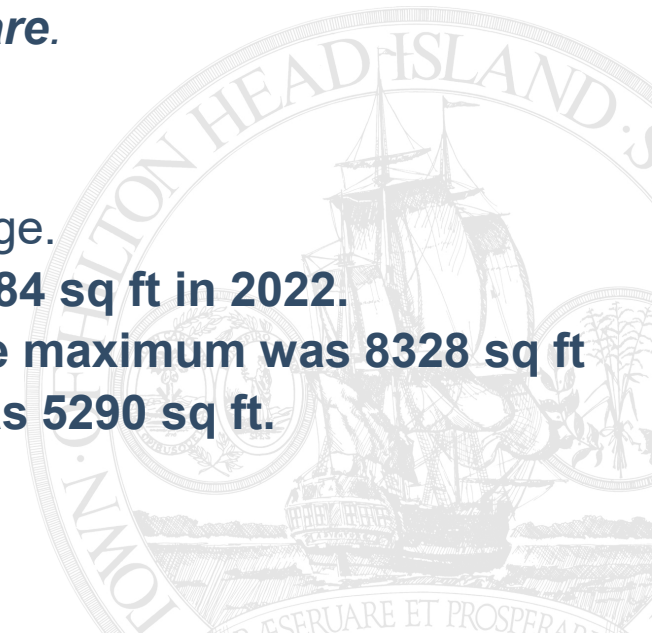 are.
ge.
84 sq ft in 2022.
e maximum was 8328 sq ft
as 5290 sq ft.
TOWN · OF HILTON HEAD ISLAND · S
ESERUARE ET PROSPERAR